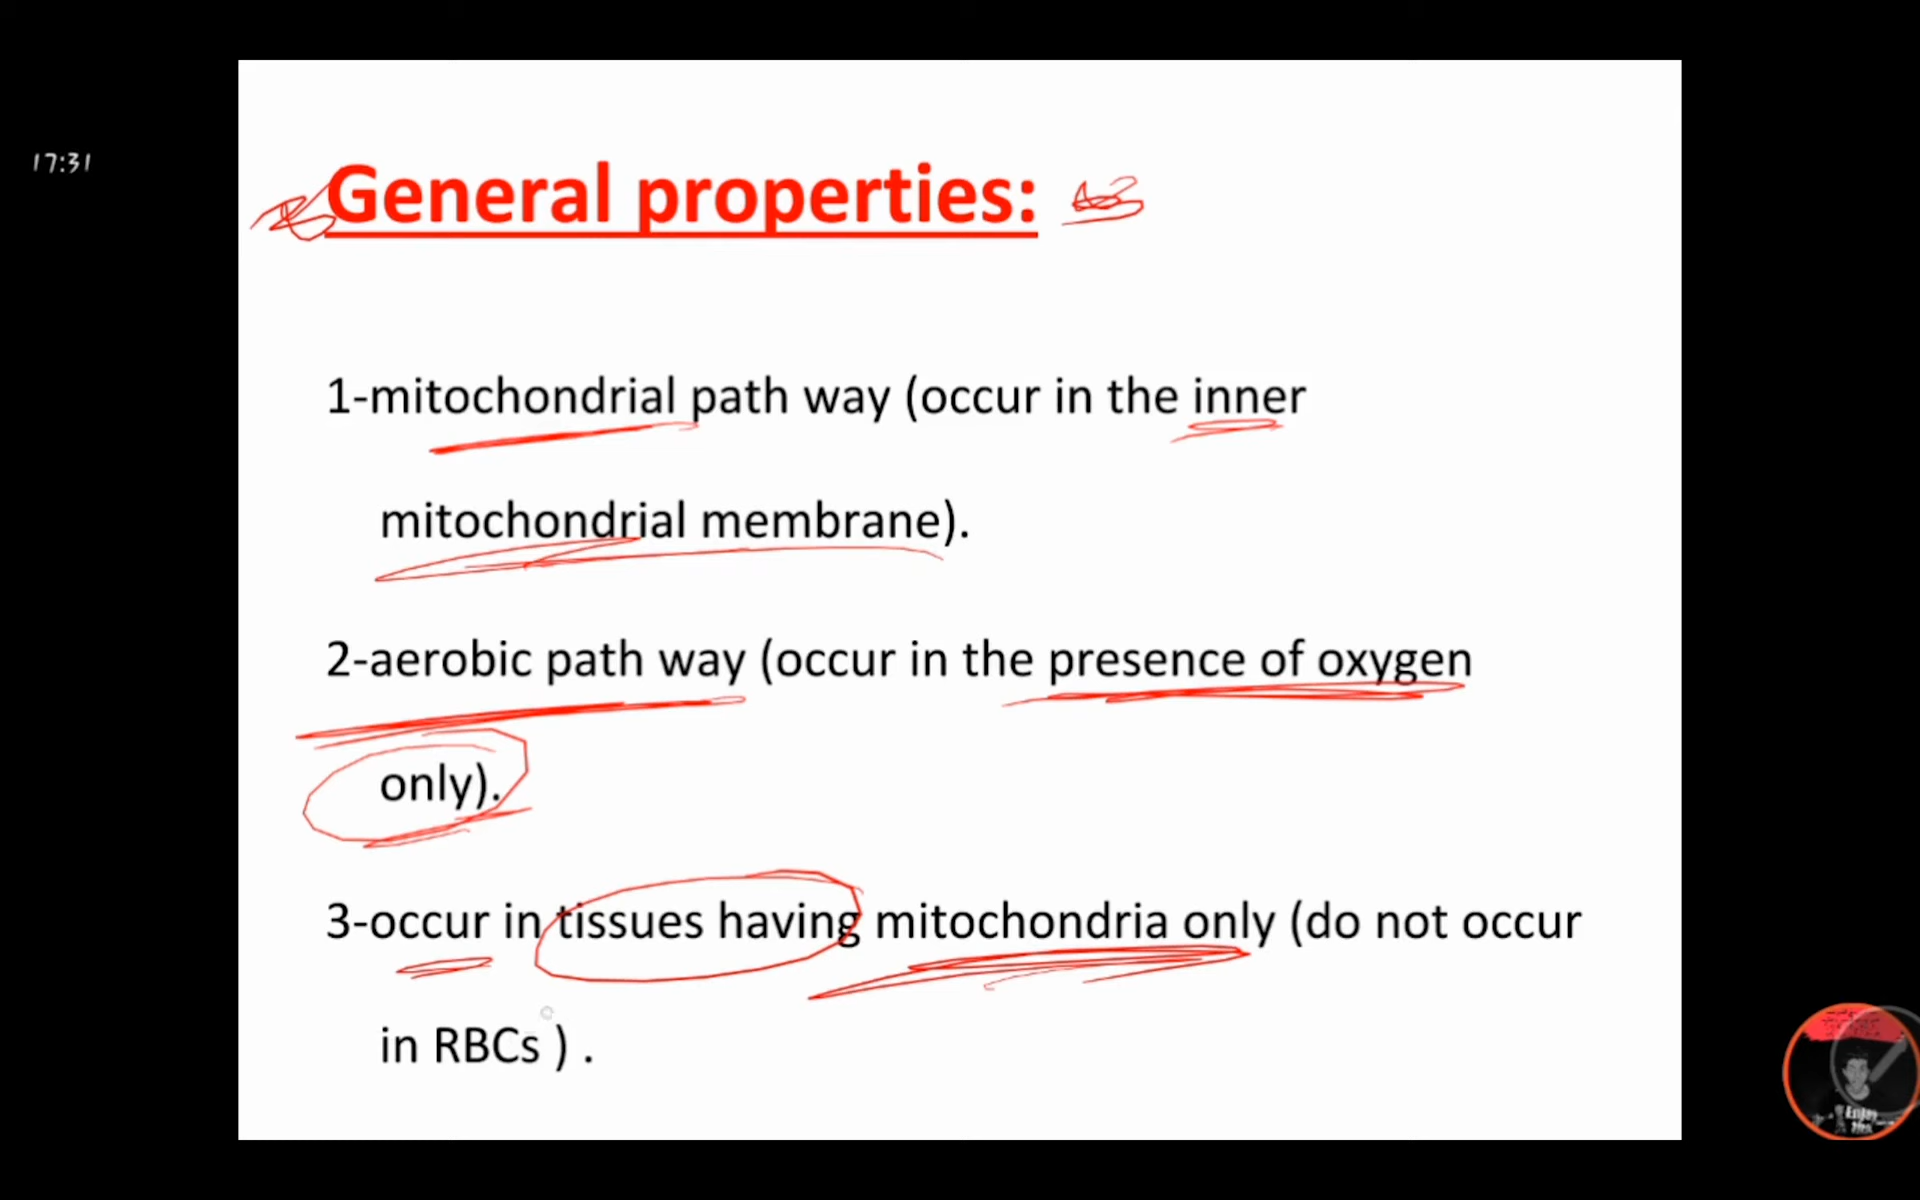 17:31
General properties:
1-mitochondrial path way (occur in the inner
mitochondrial membrane).
2-aerobic path way (occur in the presence of oxygen
only).
3-occur in tissues having mitochondria only (do not occur
in RBCs ) .
Enjoy